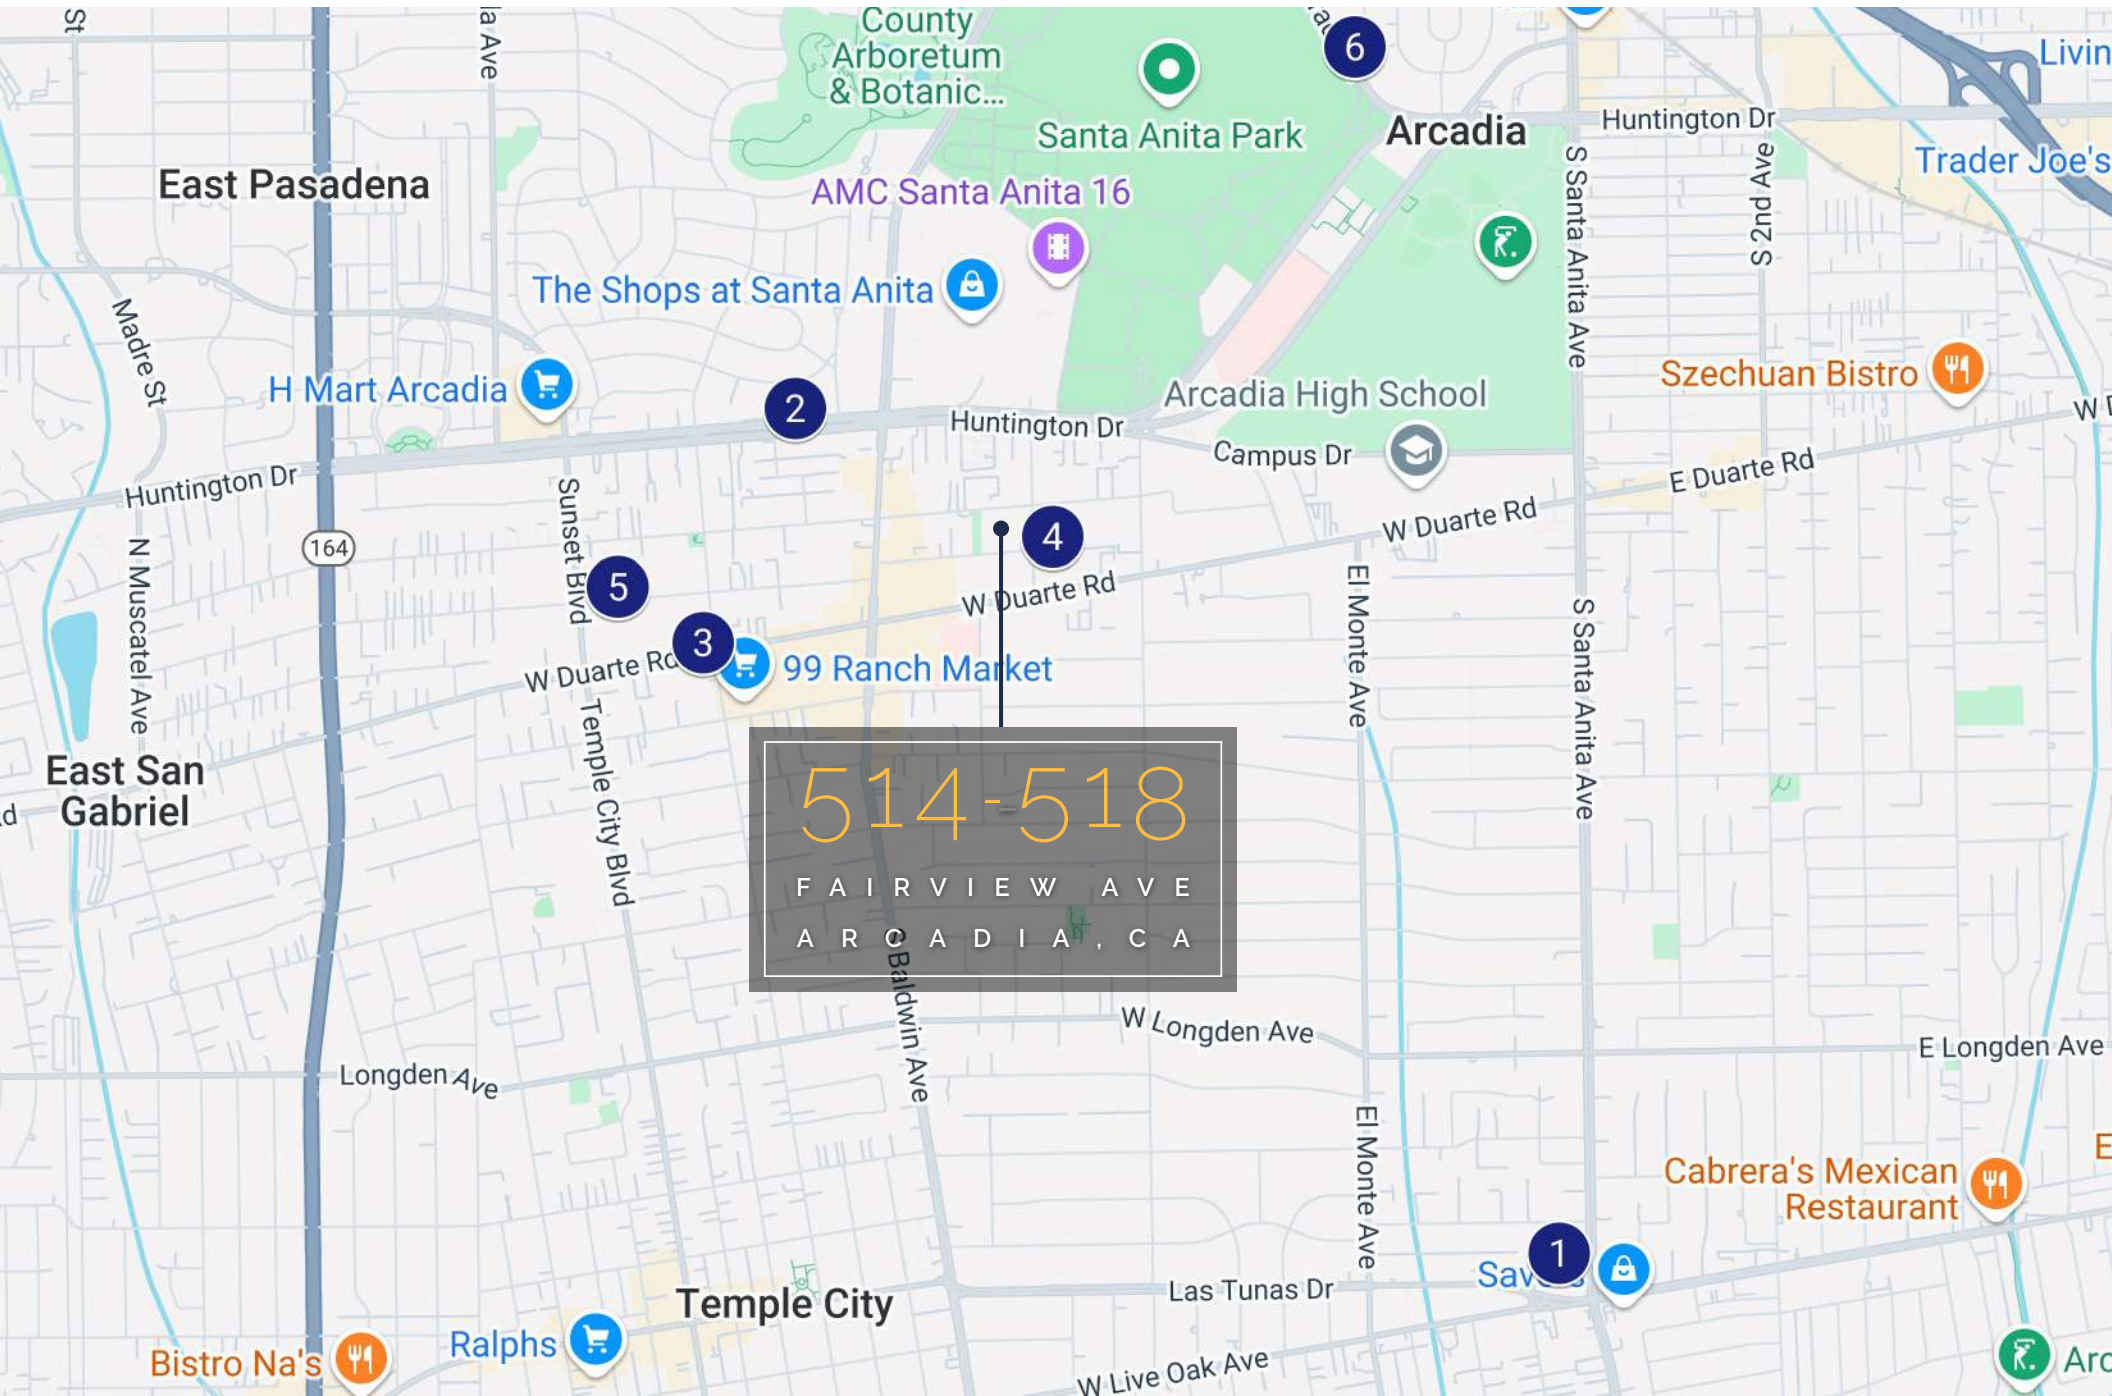 St
la Ave
County
Arboretum
& Botanic...
6
Livin
Santa Anita Park
Arcadia
Huntington Dr
Trader Joe's
East Pasadena
AMC Santa Anita 16
S Santa Anita Ave
S 2nd Ave
The Shops at Santa Anita
Madre St
H Mart Arcadia
2
Huntington Dr
Arcadia High School
Szechuan Bistro
Campus Dr
Huntington Dr
E Duarte Rd
Sunset Blvd
164
N Muscatel Ave
4
W Duarte Rd
5
W Duarte Rd
El Monte Ave
S Santa Anita Ave
3
W Duarte Rd
99 Ranch Market
Temple City Blvd
East San
Gabriel
514-518
FAIRVIEW AVE
ARCADIA, CA
Baldwin Ave
W Longden Ave
E Longden Ave
Longden Ave
El Monte Ave
Cabrera's Mexican
Restaurant
1
Las Tunas Dr
Temple City
Ralphs
Bistro Na's
W Live Oak Ave
Arc